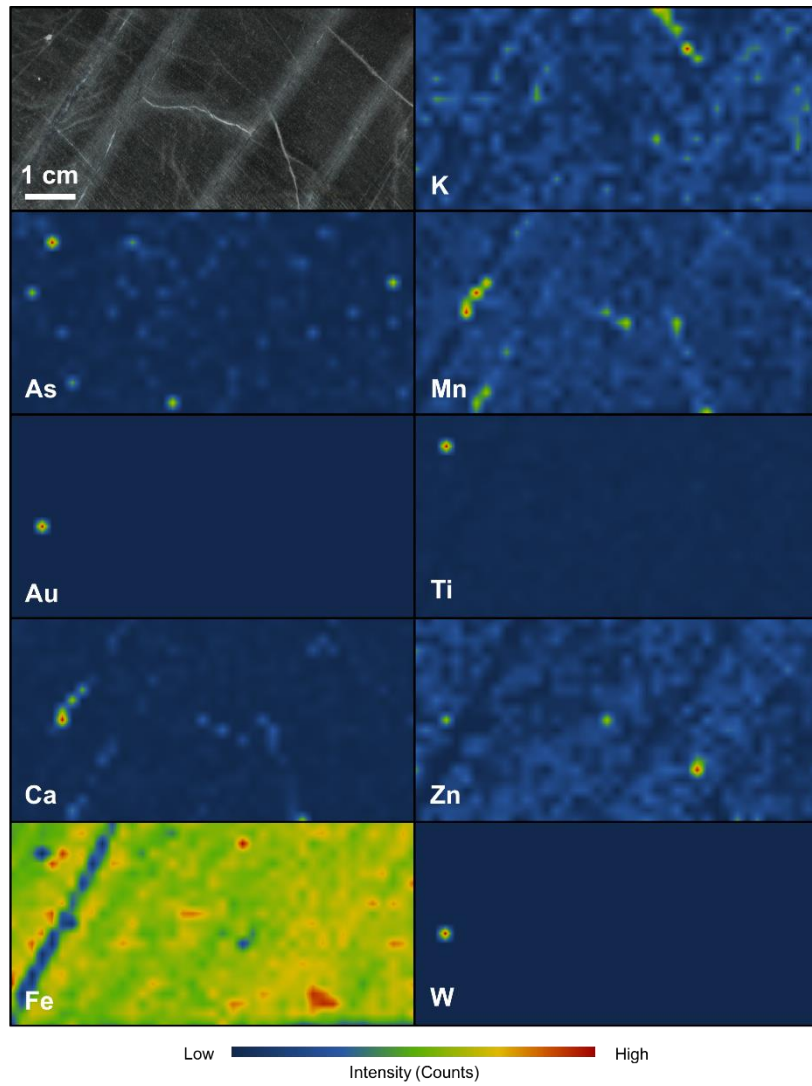 1 cm
K
As
Mn
Au
Ti
Ca
Zn
Fe
W
Low
High
Intensity (Counts)